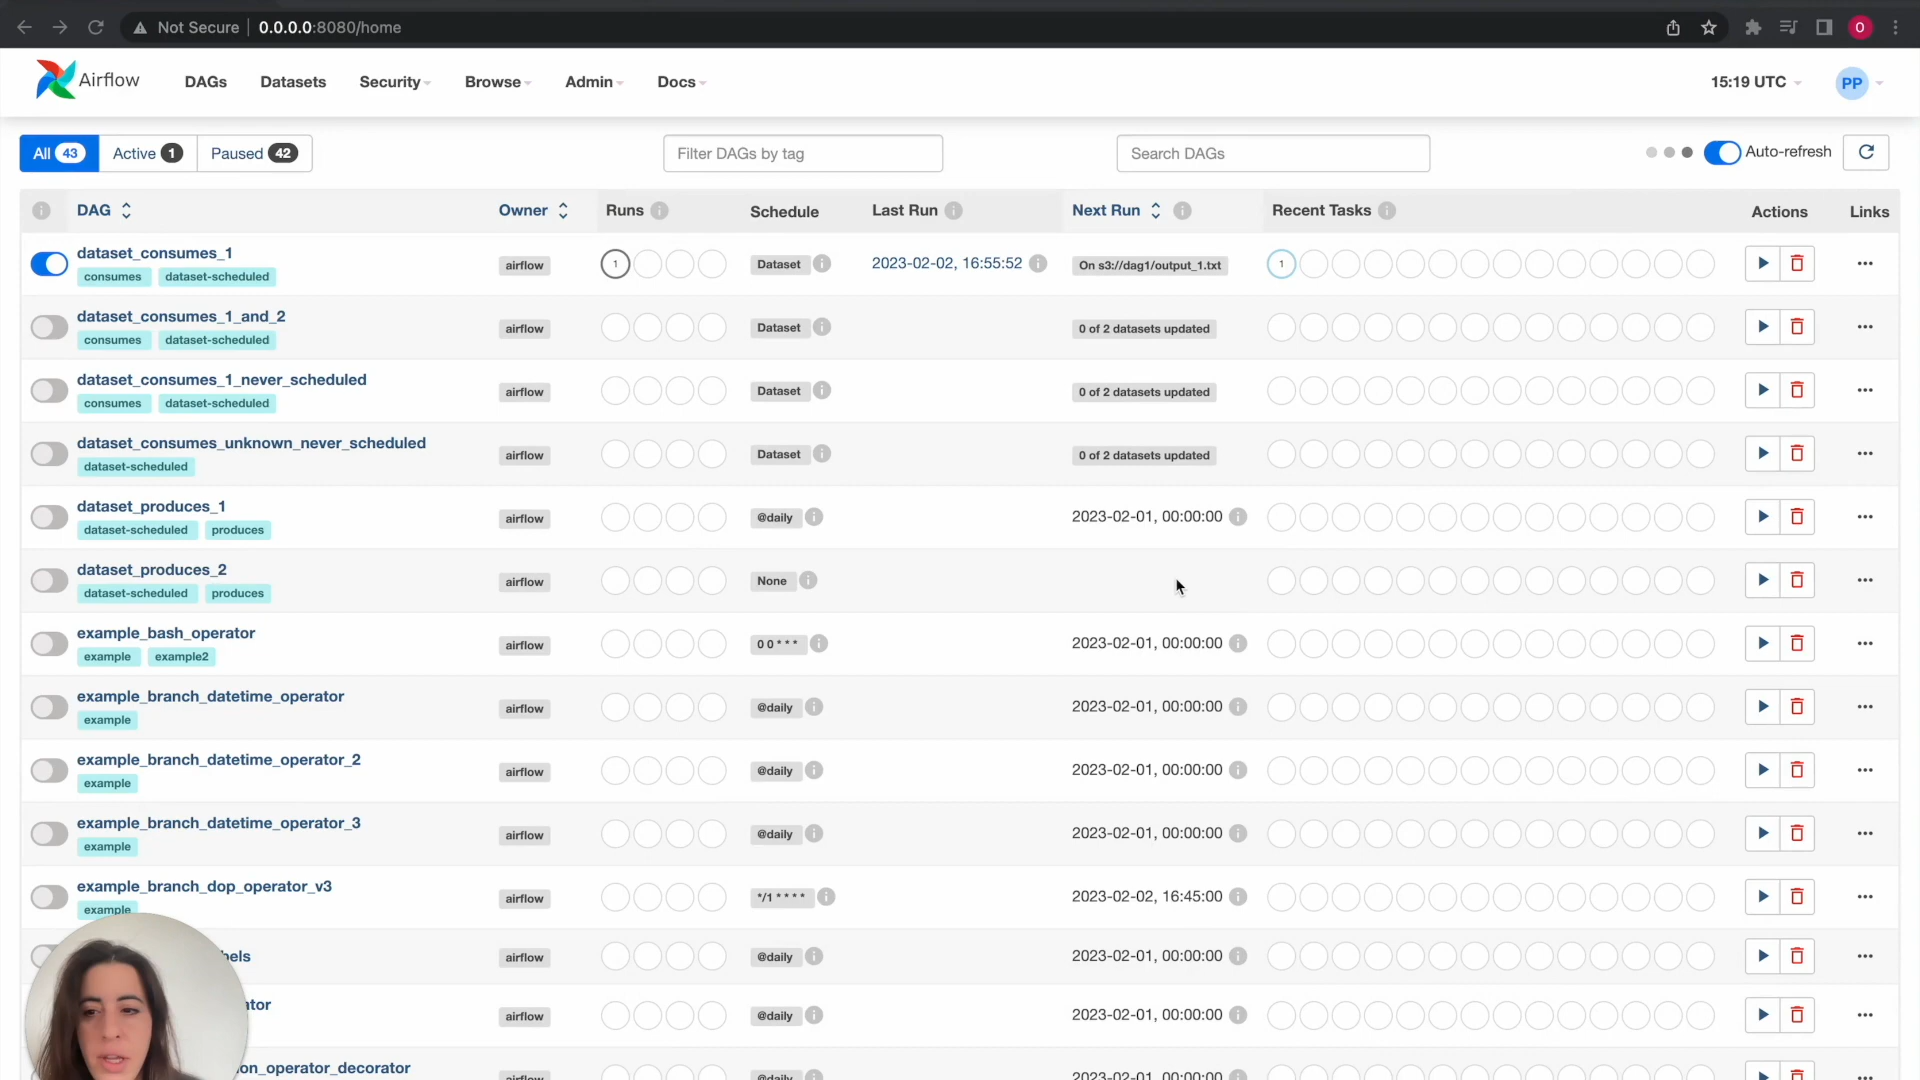 Not Secure 0.0.0.0:8080/home O
Airflow DAGs Datasets Security Browse Admin Docs 15:19 UTC PP
All 43 Active 1 Paused 42 Filter DAGs by tag Search DAGs Auto-refresh
DAG Owner Runs Schedule Last Run Next Run Recent Tasks Actions Links
dataset_consumes_1
consumes dataset-scheduled airflow 1 Dataset 2023-02-02, 16:55:52 On s3://dag1/output_1.txt 1
dataset_consumes_1_and_2
consumes dataset-scheduled airflow Dataset 0 of 2 datasets updated
dataset_consumes_1_never_scheduled
consumes dataset-scheduled airflow Dataset 0 of 2 datasets updated
dataset_consumes_unknown_never_scheduled
dataset-scheduled airflow Dataset 0 of 2 datasets updated
dataset_produces_1
dataset-scheduled produces airflow @daily 2023-02-01, 00:00:00
dataset_produces_2
dataset-scheduled produces airflow None
example_bash_operator
example example2 airflow 0 0 * * * 2023-02-01, 00:00:00
example_branch_datetime_operator
example airflow @daily 2023-02-01, 00:00:00
example_branch_datetime_operator_2
example airflow @daily 2023-02-01, 00:00:00
example_branch_datetime_operator_3
example airflow @daily 2023-02-01, 00:00:00
example_branch_dop_operator_v3
example airflow */1 * * * * 2023-02-02, 16:45:00
bels airflow @daily 2023-02-01, 00:00:00
ator airflow @daily 2023-02-01, 00:00:00
on_operator_decorator
airflow @daily 2023-02-01, 00:00:00